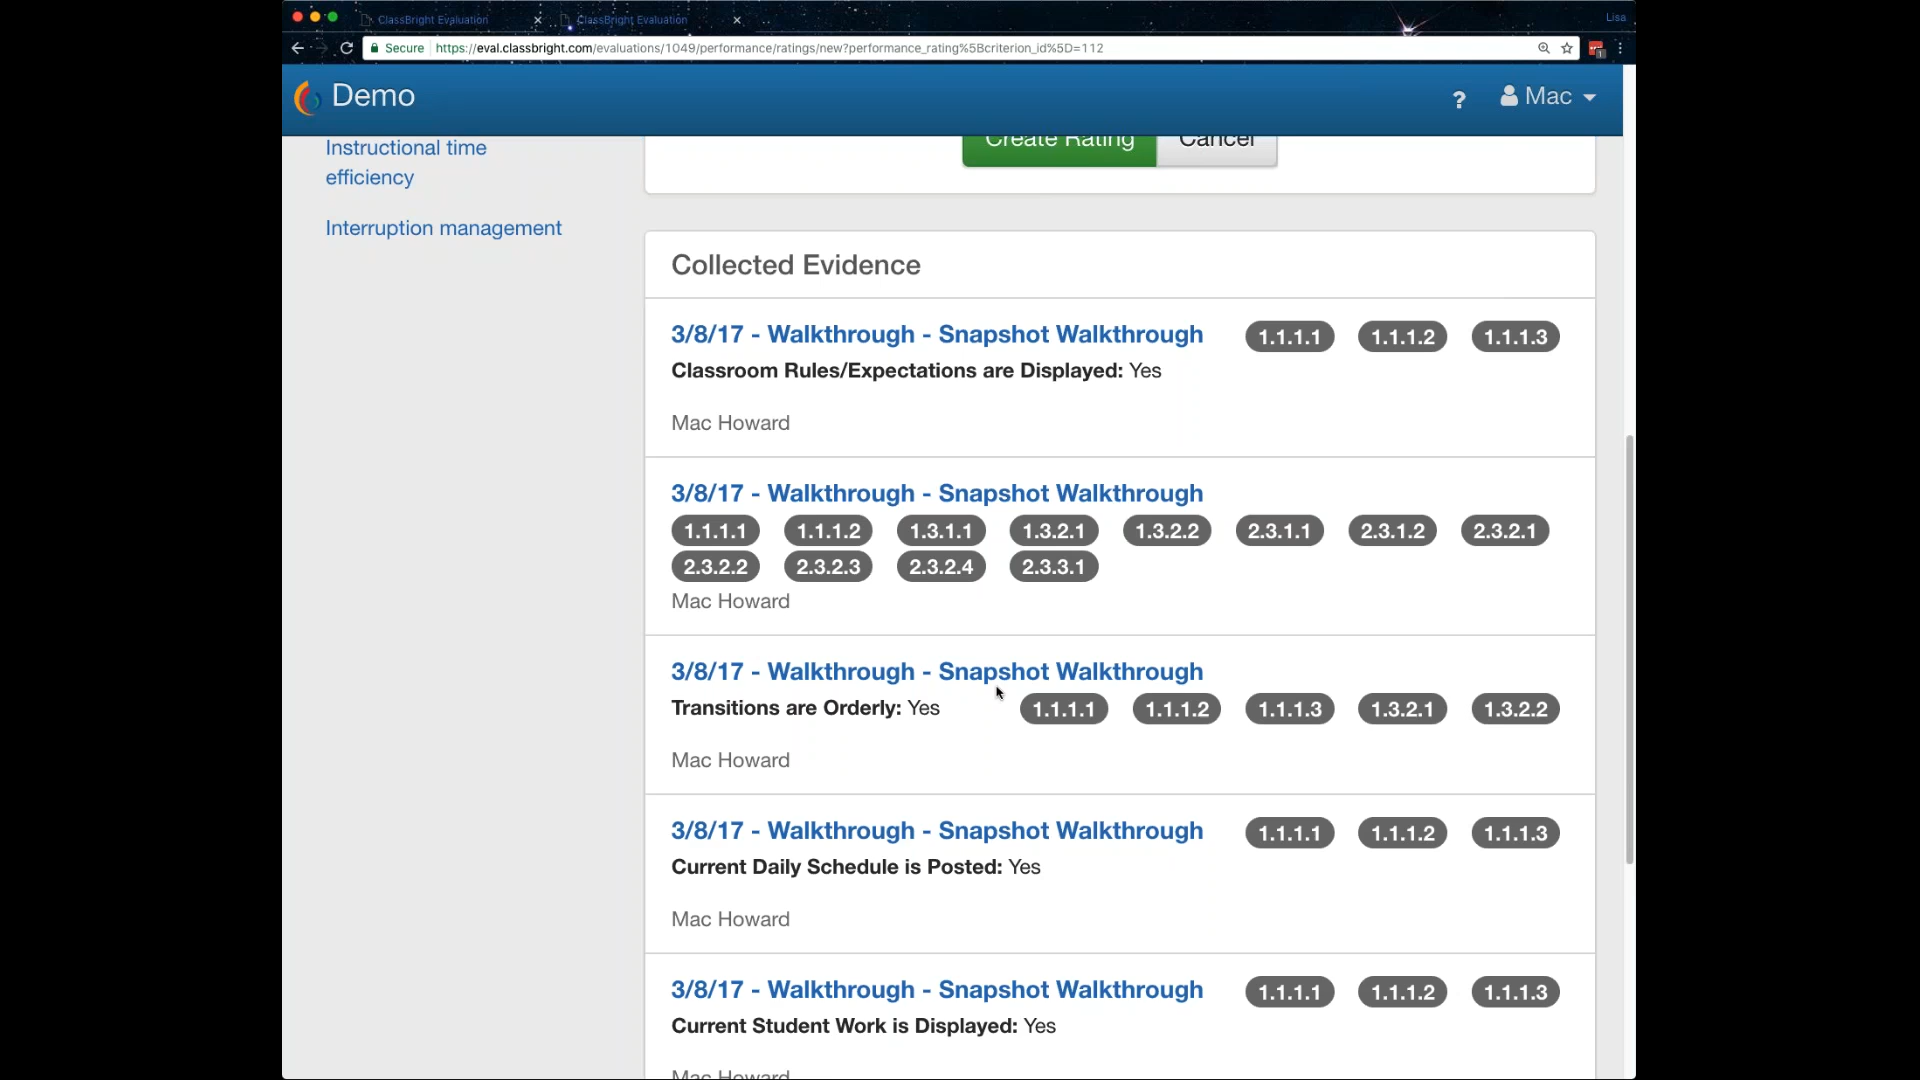 ClassBright Evaluation
ClassBright Evaluation
Lisa
Secure https://eval.classbright.com/evaluations/1049/performance/ratings/new?performance_rating%5Bcriterion_id%5D=112
Demo
? Mac
Create Rating Cancel
Instructional time
efficiency
Interruption management
Collected Evidence
3/8/17 - Walkthrough - Snapshot Walkthrough 1.1.1.1 1.1.1.2 1.1.1.3
Classroom Rules/Expectations are Displayed: Yes
Mac Howard
3/8/17 - Walkthrough - Snapshot Walkthrough
1.1.1.1 1.1.1.2 1.3.1.1 1.3.2.1 1.3.2.2 2.3.1.1 2.3.1.2 2.3.2.1
2.3.2.2 2.3.2.3 2.3.2.4 2.3.3.1
Mac Howard
3/8/17 - Walkthrough - Snapshot Walkthrough
Transitions are Orderly: Yes 1.1.1.1 1.1.1.2 1.1.1.3 1.3.2.1 1.3.2.2
Mac Howard
3/8/17 - Walkthrough - Snapshot Walkthrough 1.1.1.1 1.1.1.2 1.1.1.3
Current Daily Schedule is Posted: Yes
Mac Howard
3/8/17 - Walkthrough - Snapshot Walkthrough 1.1.1.1 1.1.1.2 1.1.1.3
Current Student Work is Displayed: Yes
Mac Howard